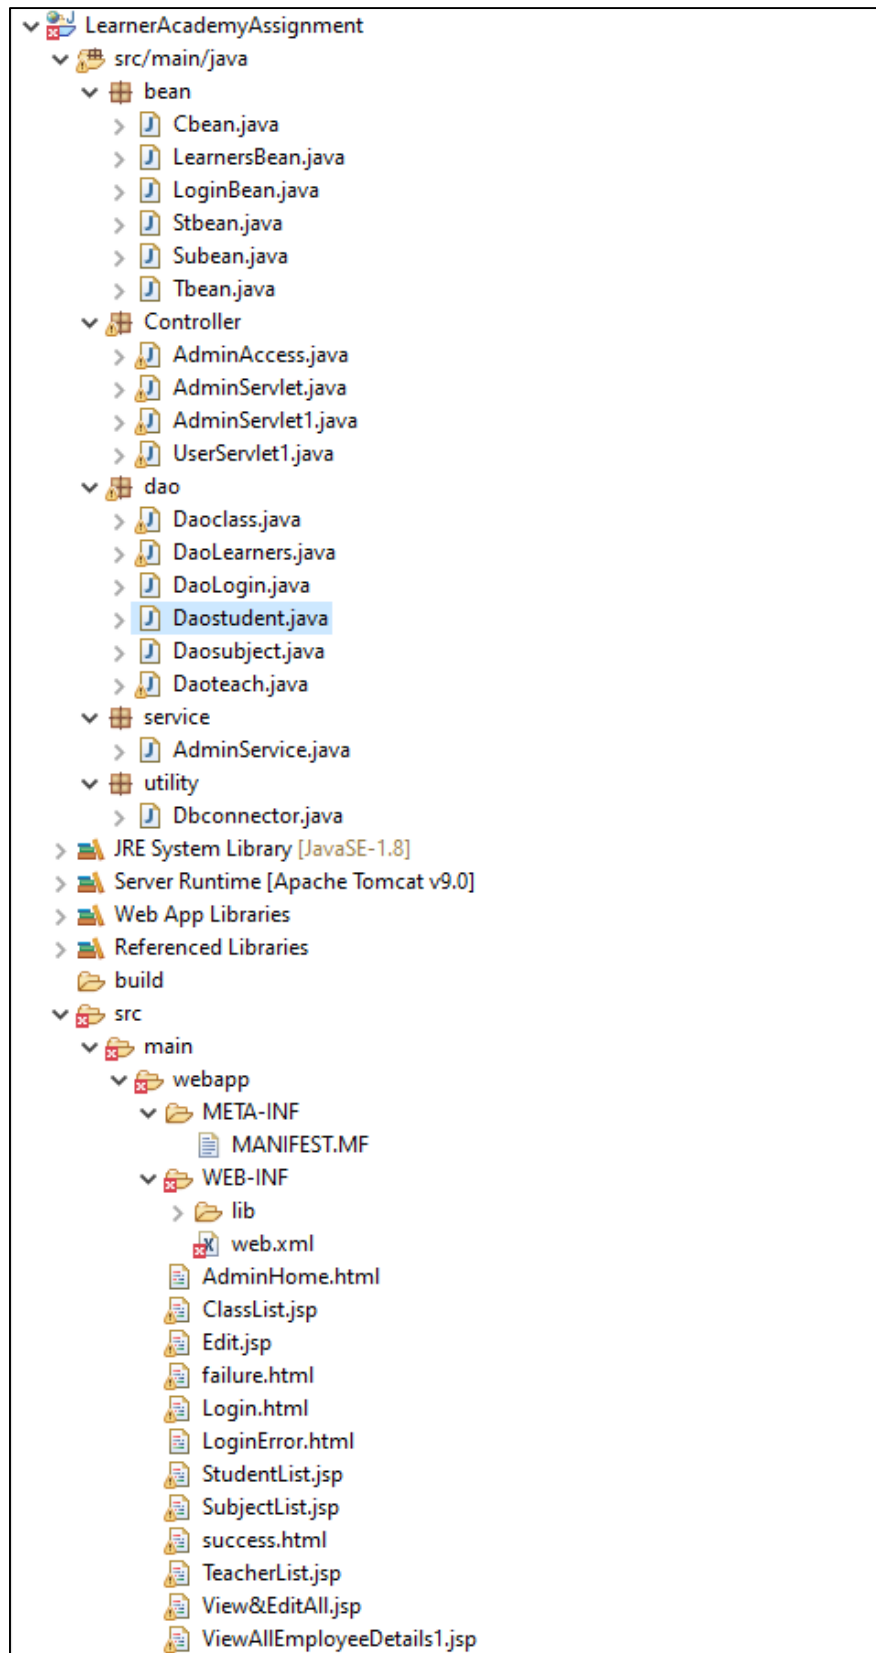 LearnerAcademyAssignment
src/main/java
bean
Cbean.java
LearnersBean.java
LoginBean.java
Stbean.java
Subean.java
Tbean.java
Controller
AdminAccess.java
AdminServlet.java
AdminServlet1.java
UserServlet1.java
dao
Daoclass.java
DaoLearners.java
DaoLogin.java
Daostudent.java
Daosubject.java
Daoteach.java
service
AdminService.java
utility
Dbconnector.java
JRE System Library [JavaSE-1.8]
Server Runtime [Apache Tomcat v9.0]
Web App Libraries
Referenced Libraries
build
src
main
webapp
META-INF
MANIFEST.MF
WEB-INF
lib
web.xml
AdminHome.html
ClassList.jsp
Edit.jsp
failure.html
Login.html
LoginError.html
StudentList.jsp
SubjectList.jsp
success.html
TeacherList.jsp
View&EditAll.jsp
ViewAllEmployeeDetails1.jsp